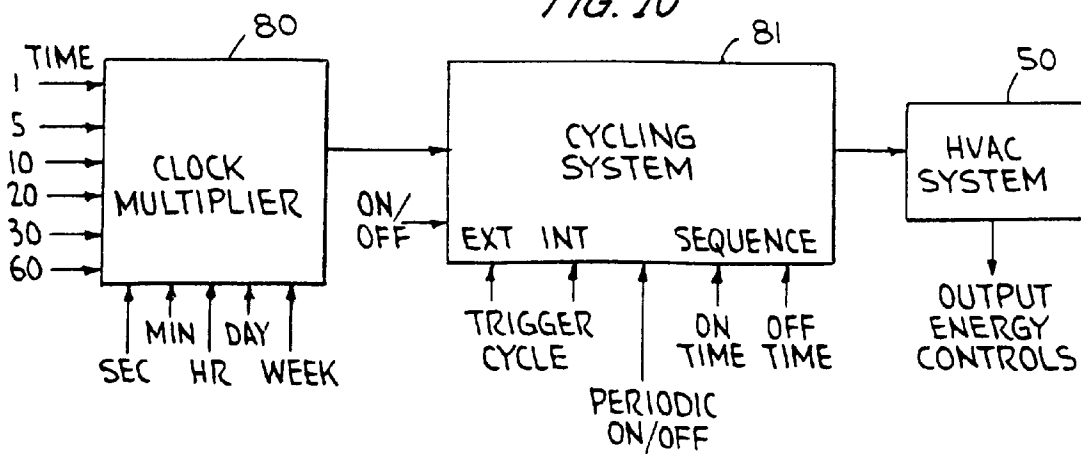 FIG. 10
80
81
50
TIME
1
5
10
20
30
60
CLOCK
MULTIPLIER
SEC
MIN
HR
DAY
WEEK
ON/
OFF
CYCLING
SYSTEM
EXT
INT
SEQUENCE
TRIGGER
CYCLE
PERIODIC
ON/OFF
ON
TIME
OFF
TIME
HVAC
SYSTEM
OUTPUT
ENERGY
CONTROLS